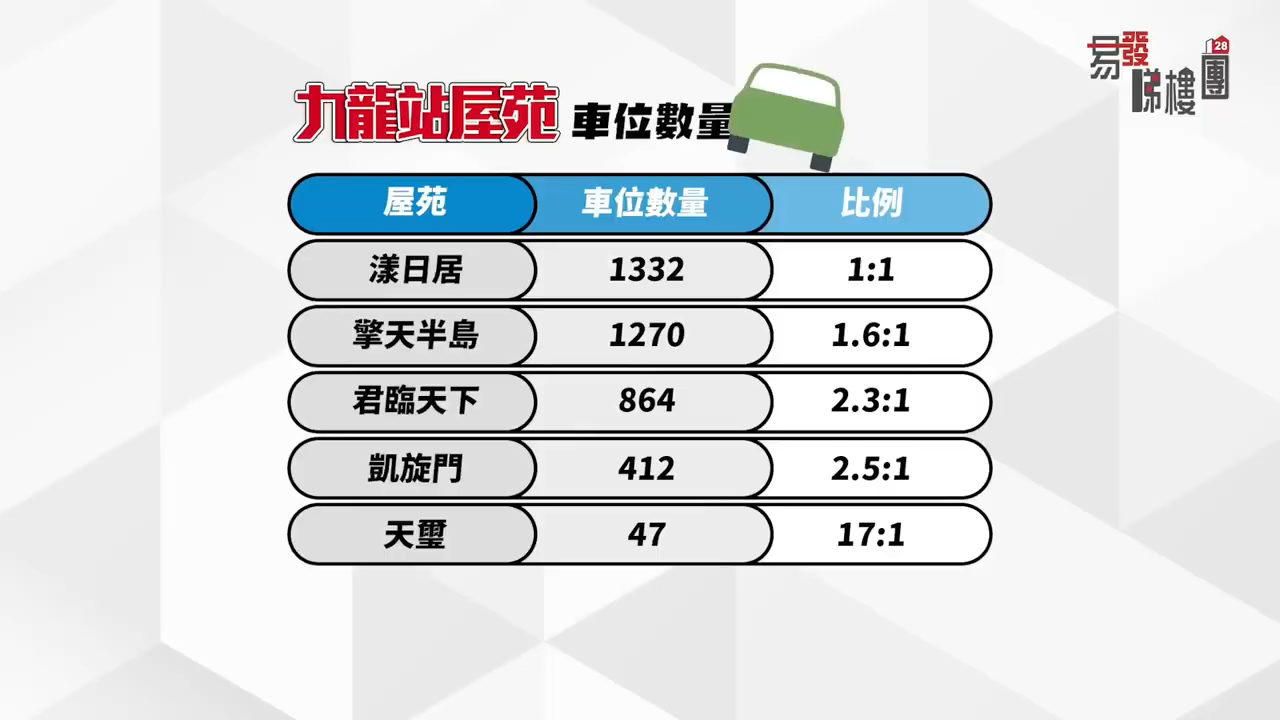 易發
睇樓團
28
九龍站屋苑 車位數量
屋苑 車位數量 比例
漾日居 1332 1:1
擎天半島 1270 1.6:1
君臨天下 864 2.3:1
凱旋門 412 2.5:1
天璽 47 17:1